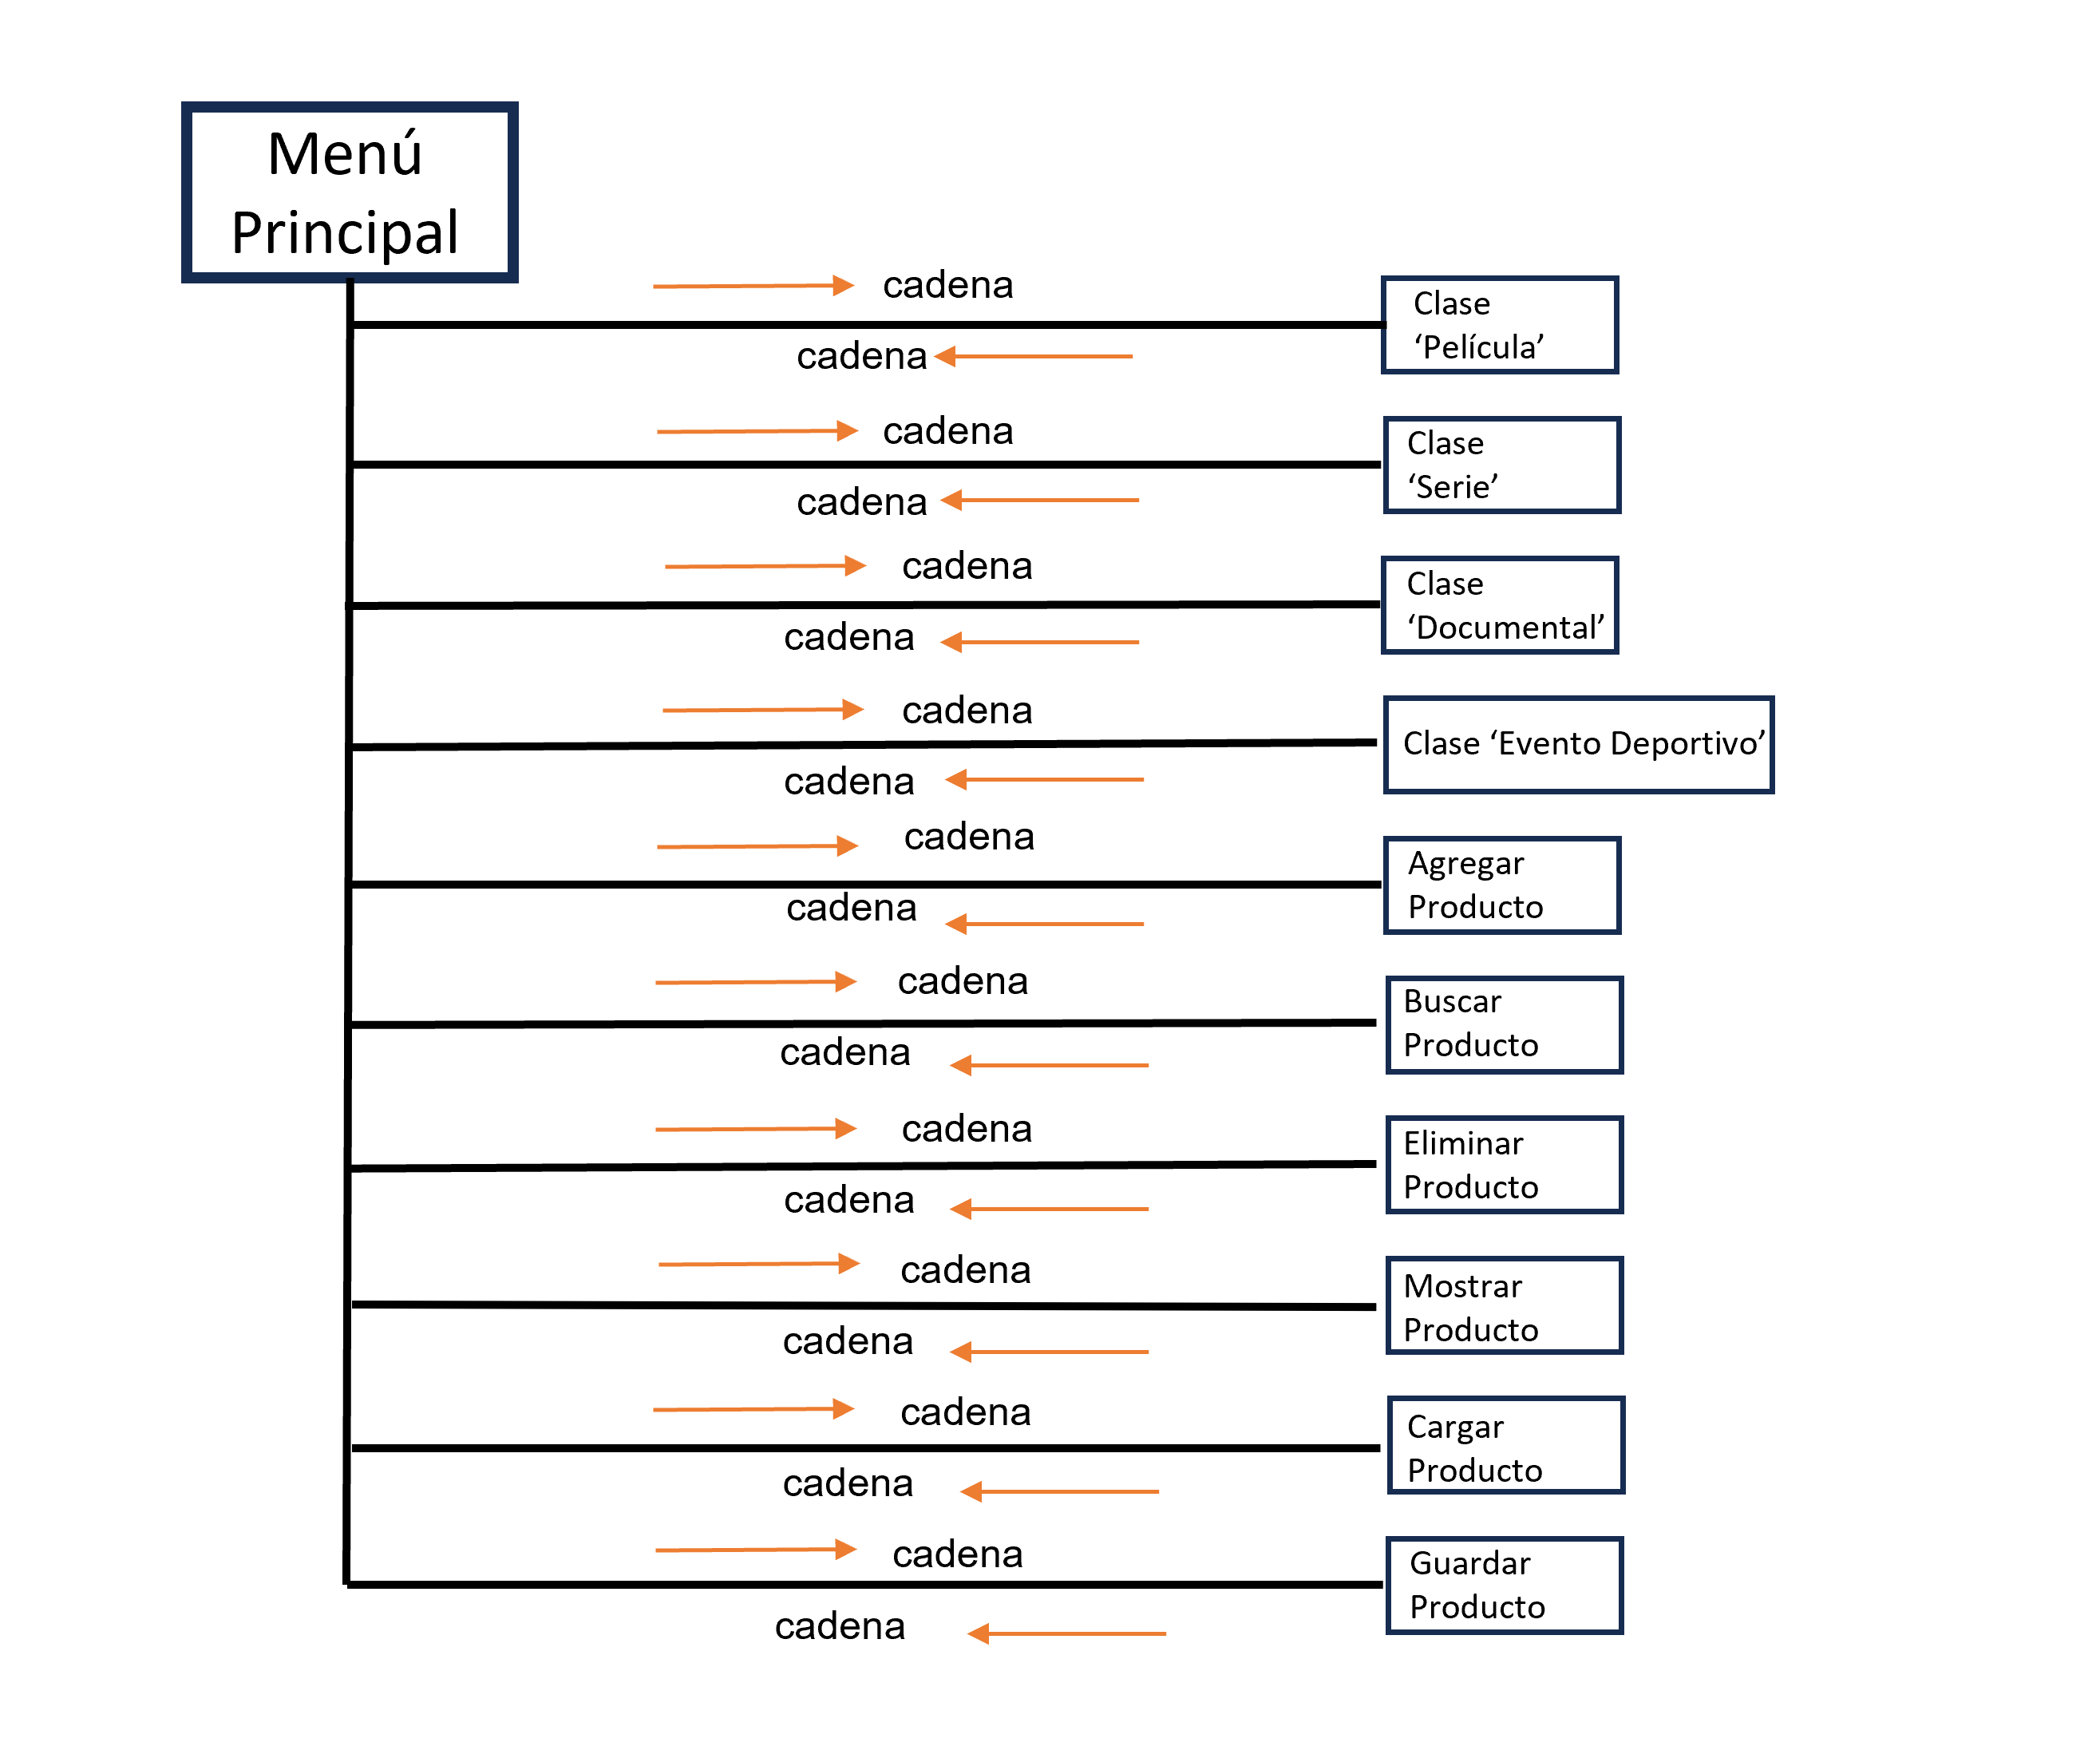 Menú
Principal
cadena
Clase
‘Película’
cadena
cadena
Clase
‘Serie’
cadena
cadena
Clase
‘Documental’
cadena
cadena
Clase ‘Evento Deportivo’
cadena
cadena
Agregar
Producto
cadena
cadena
Buscar
Producto
cadena
cadena
Eliminar
Producto
cadena
cadena
Mostrar
Producto
cadena
cadena
Cargar
Producto
cadena
cadena
Guardar
Producto
cadena